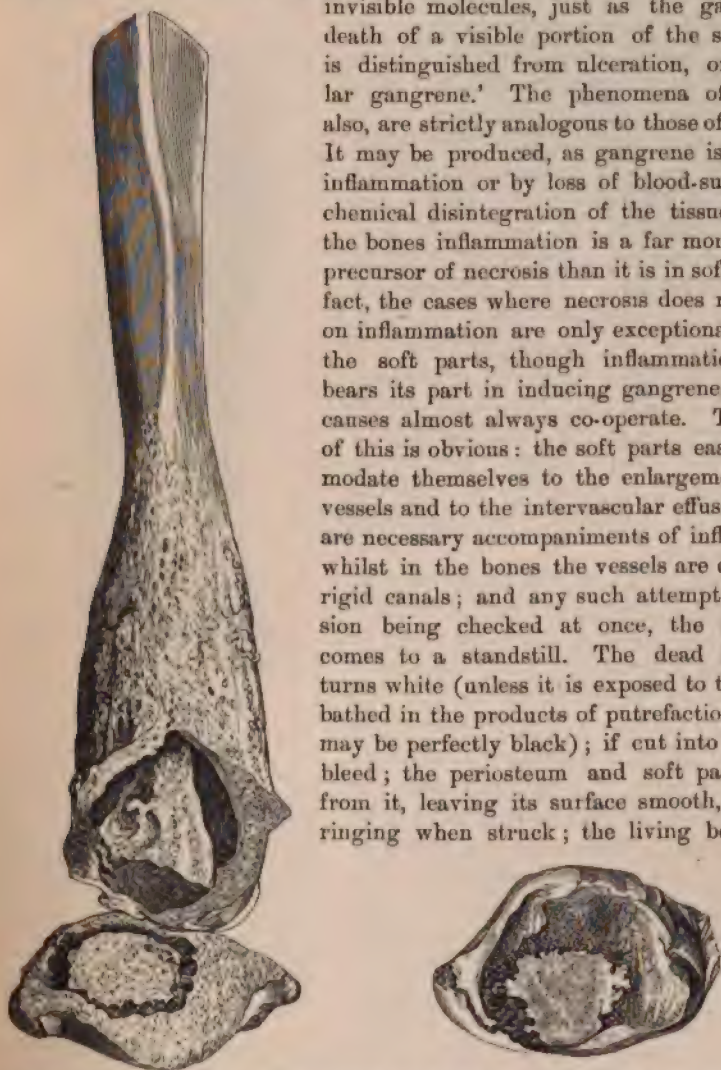 invisible molecules, just as the ga
death of a visible portion of the s
is distinguished from ulceration, o
lar gangrene.' The phenomena of
also, are strictly analogous to those of
It may be produced, as gangrene is
inflammation or by loss of blood-su
chemical disintegration of the tissu
the bones inflammation is a far mor
precursor of necrosis than it is in sof
fact, the cases where necrosis does
on inflammation are only exceptiona
the soft parts, though inflammati
bears its part in inducing gangrene
causes almost always co-operate. T
of this is obvious: the soft parts eas
modate themselves to the enlargem
vessels and to the intervascular effus
are necessary accompaniments of infl
whilst in the bones the vessels are
rigid canals; and any such attempt
sion being checked at once, the
comes to a standstill. The dead
turns white (unless it is exposed to t
bathed in the products of putrefactio
may be perfectly black); if cut into
bleed; the periosteum and soft pa
from it, leaving its surface smooth,
ringing when struck; the living b